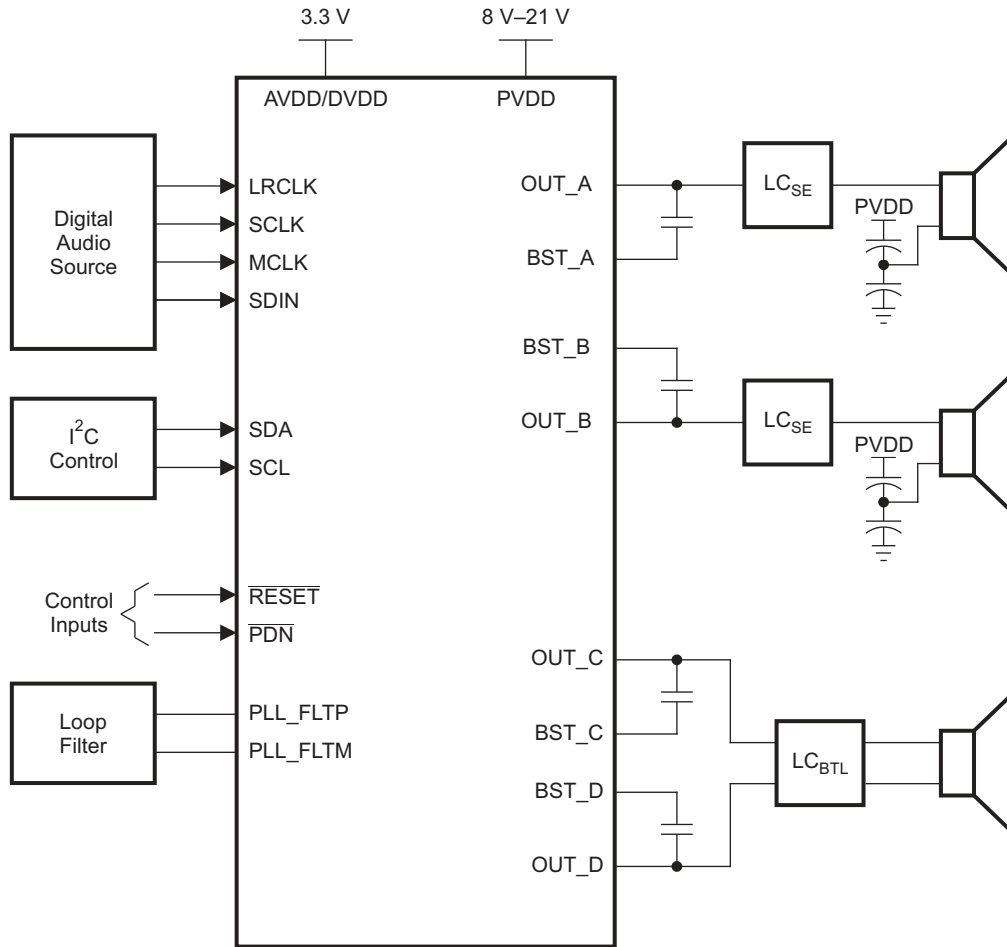 3.3 V
8 V–21 V
AVDD/DVDD
PVDD
Digital
Audio
Source
LRCLK
SCLK
MCLK
SDIN
I²C
Control
SDA
SCL
Control
Inputs
RESET
PDN
Loop
Filter
PLL_FLTP
PLL_FLTM
OUT_A
BST_A
LC_SE
PVDD
BST_B
OUT_B
LC_SE
PVDD
OUT_C
BST_C
BST_D
OUT_D
LC_BTL